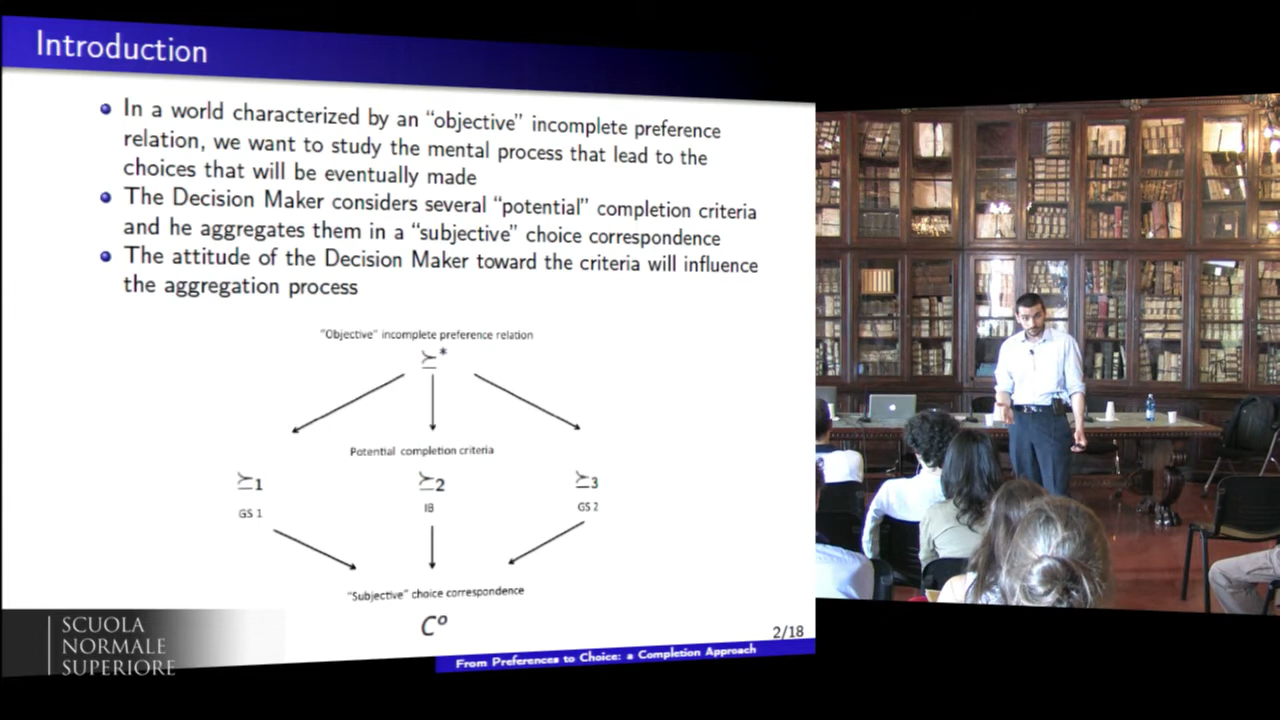 Introduction
In a world characterized by an “objective” incomplete preference
relation, we want to study the mental process that lead to the
choices that will be eventually made
The Decision Maker considers several “potential” completion criteria
and he aggregates them in a “subjective” choice correspondence
The attitude of the Decision Maker toward the criteria will influence
the aggregation process
"Objective" incomplete preference relation
≿*
Potential completion criteria
≿1 ≿2 ≿3
GS 1 IB GS 2
"Subjective" choice correspondence
Cº
2/18
From Preferences to Choice: a Completion Approach
SCUOLA
NORMALE
SUPERIORE